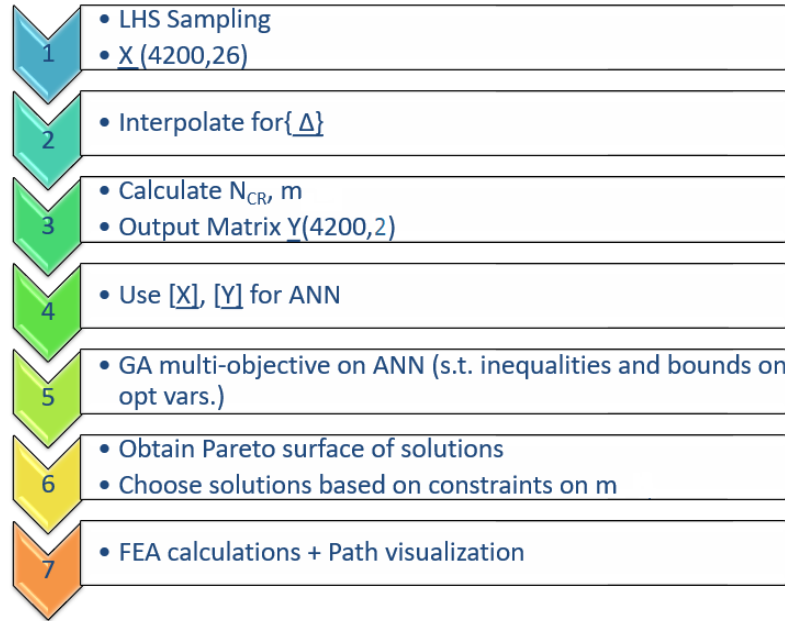 1
• LHS Sampling
• X (4200,26)
2
• Interpolate for{ Δ}
3
• Calculate N_CR, m
• Output Matrix Y(4200,2)
4
• Use [X], [Y] for ANN
5
• GA multi-objective on ANN (s.t. inequalities and bounds on
opt vars.)
6
• Obtain Pareto surface of solutions
• Choose solutions based on constraints on m
7
• FEA calculations + Path visualization